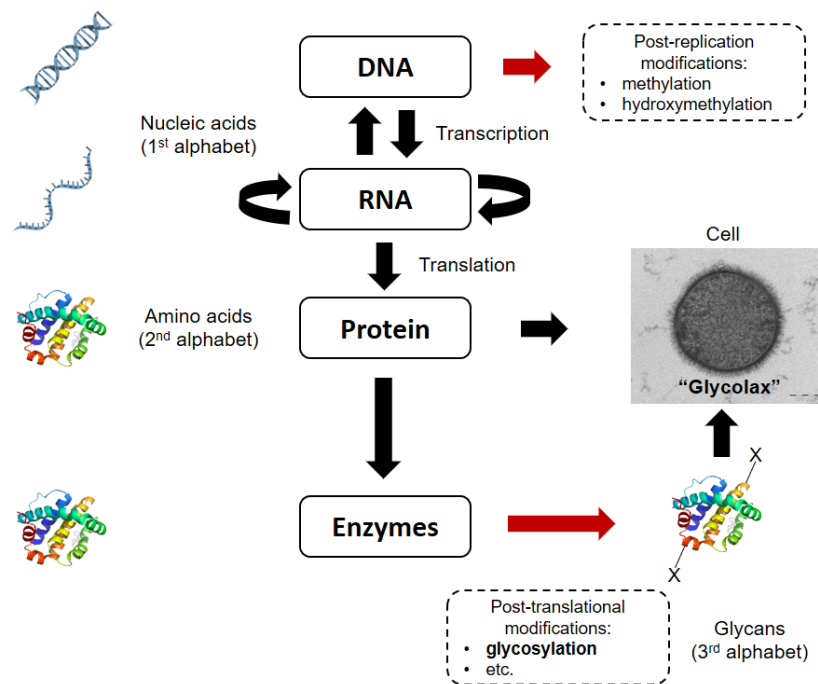 DNA
Post-replication
modifications:
• methylation
• hydroxymethylation
Nucleic acids
(1st alphabet)
Transcription
RNA
Translation
Cell
Amino acids
(2nd alphabet)
Protein
“Glycolax”
X
Enzymes
X
Post-translational
modifications:
• glycosylation
• etc.
Glycans
(3rd alphabet)